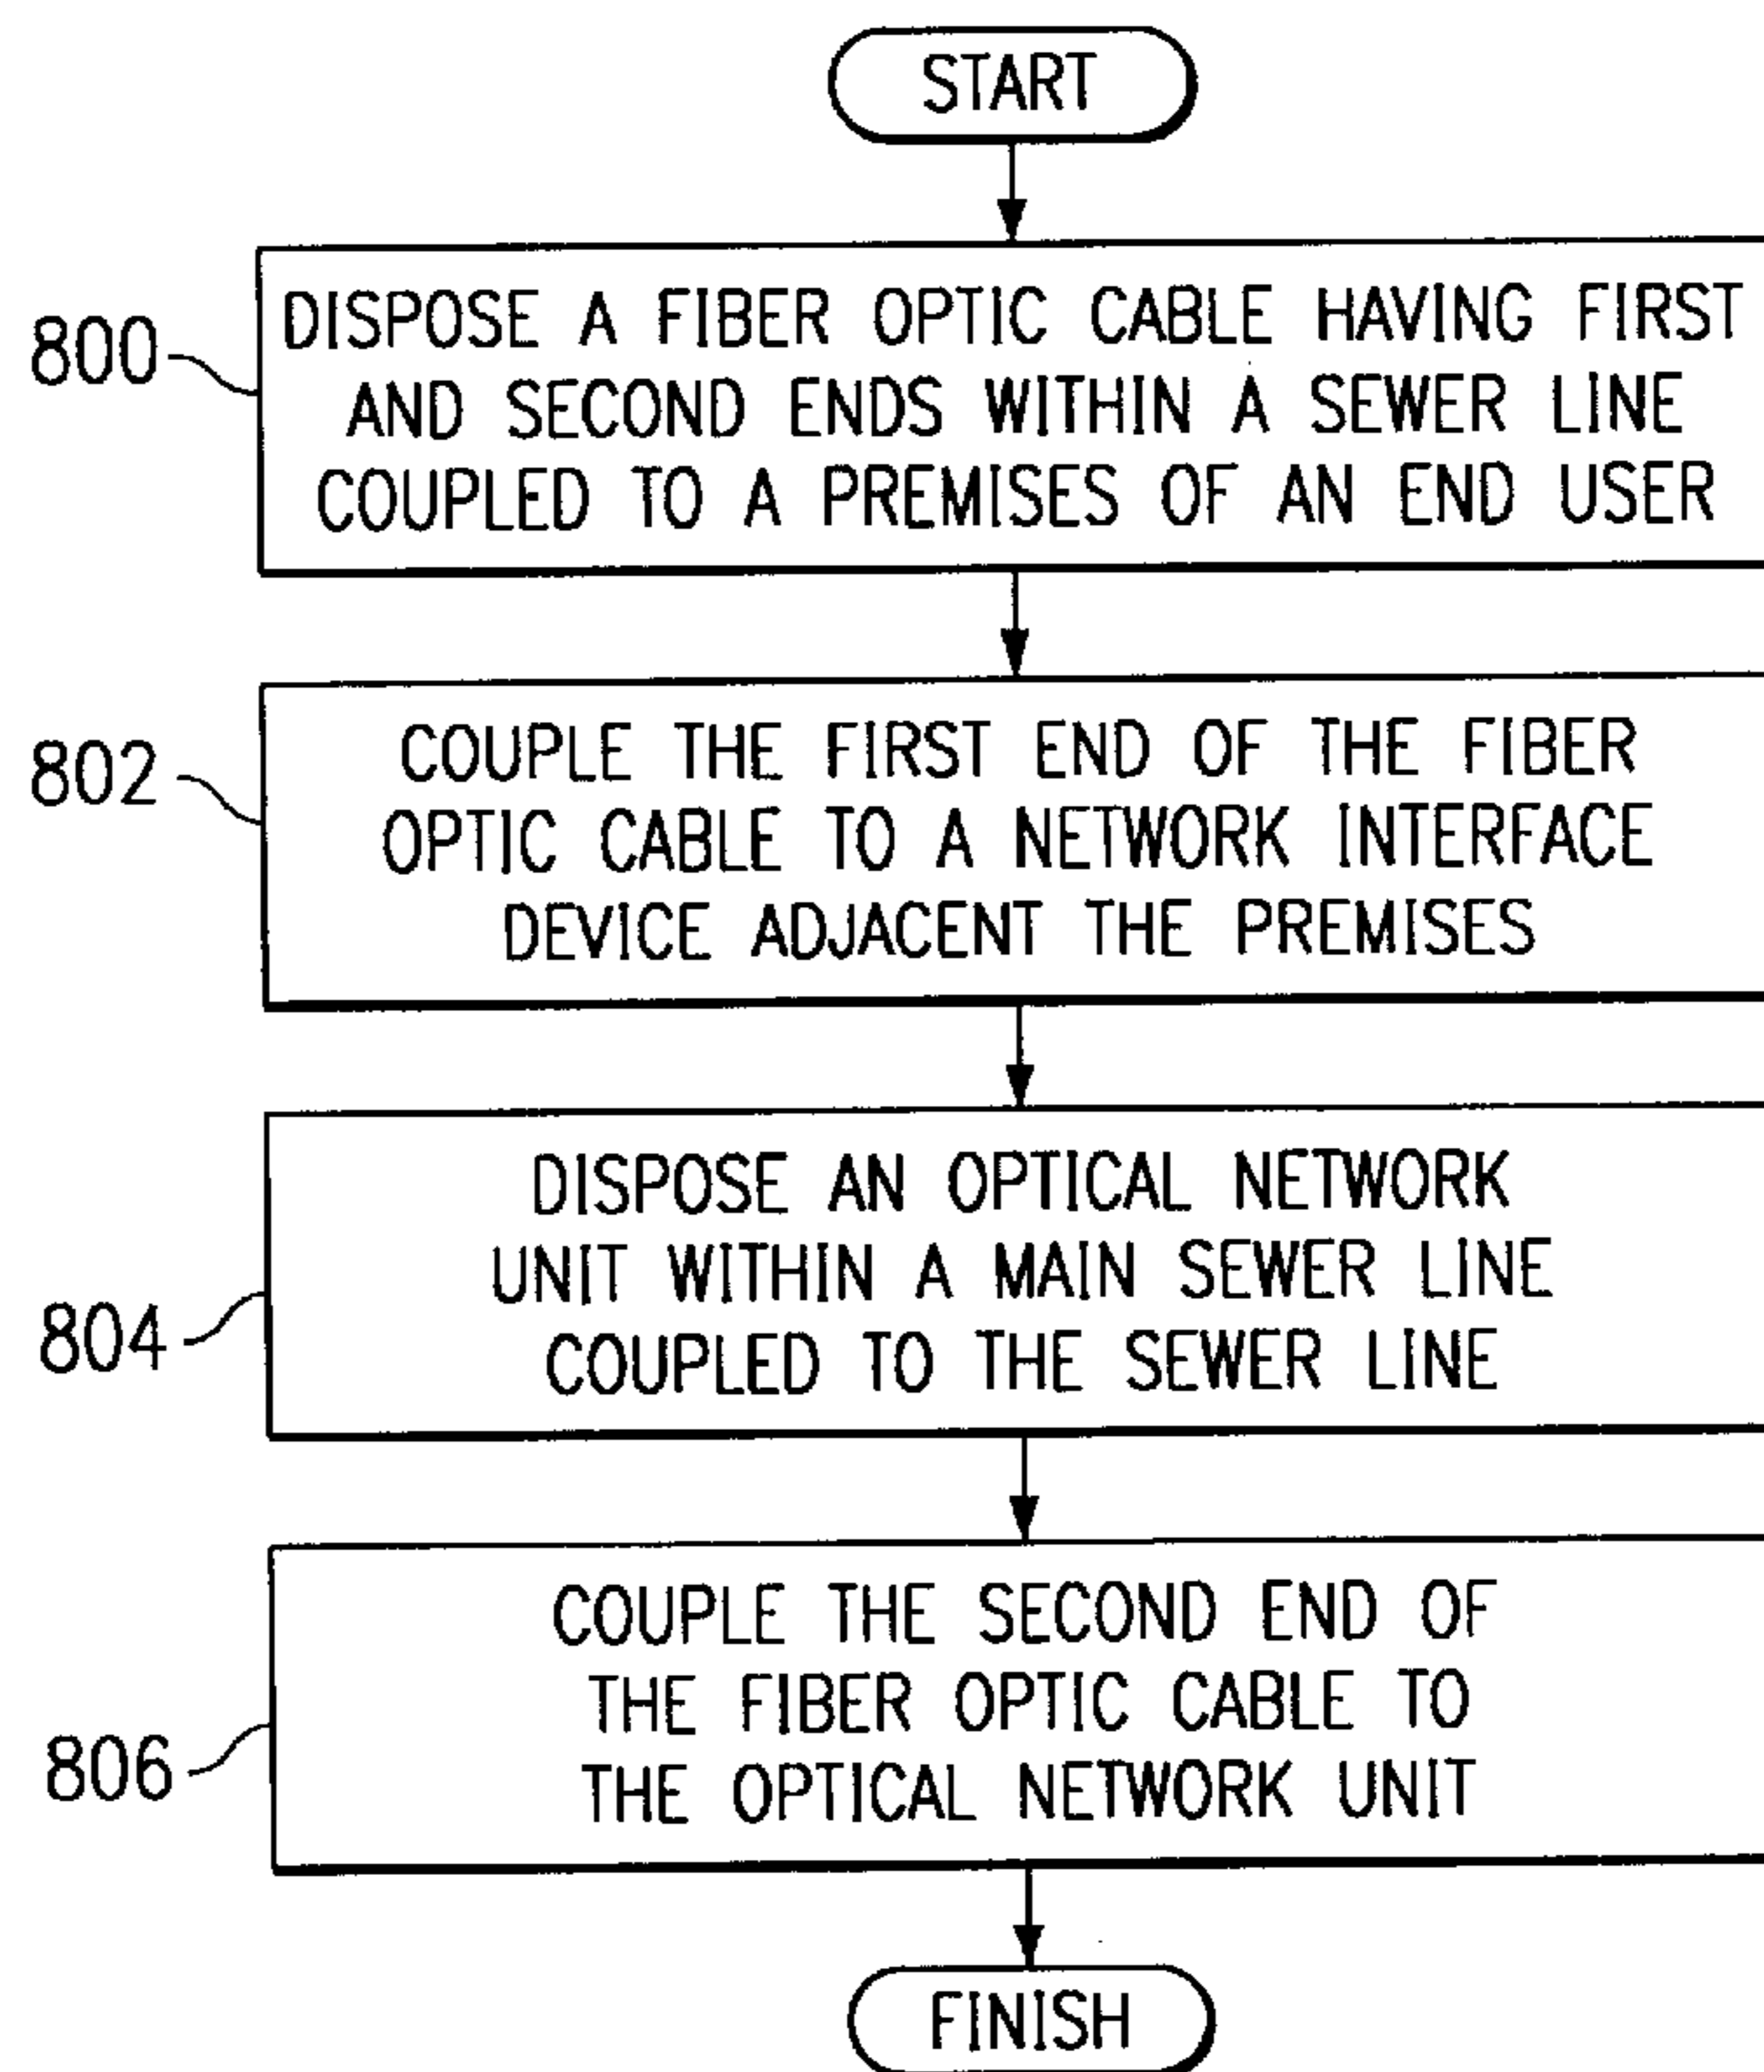 START
800
DISPOSE A FIBER OPTIC CABLE HAVING FIRST
AND SECOND ENDS WITHIN A SEWER LINE
COUPLED TO A PREMISES OF AN END USER
802
COUPLE THE FIRST END OF THE FIBER
OPTIC CABLE TO A NETWORK INTERFACE
DEVICE ADJACENT THE PREMISES
804
DISPOSE AN OPTICAL NETWORK
UNIT WITHIN A MAIN SEWER LINE
COUPLED TO THE SEWER LINE
806
COUPLE THE SECOND END OF
THE FIBER OPTIC CABLE TO
THE OPTICAL NETWORK UNIT
FINISH